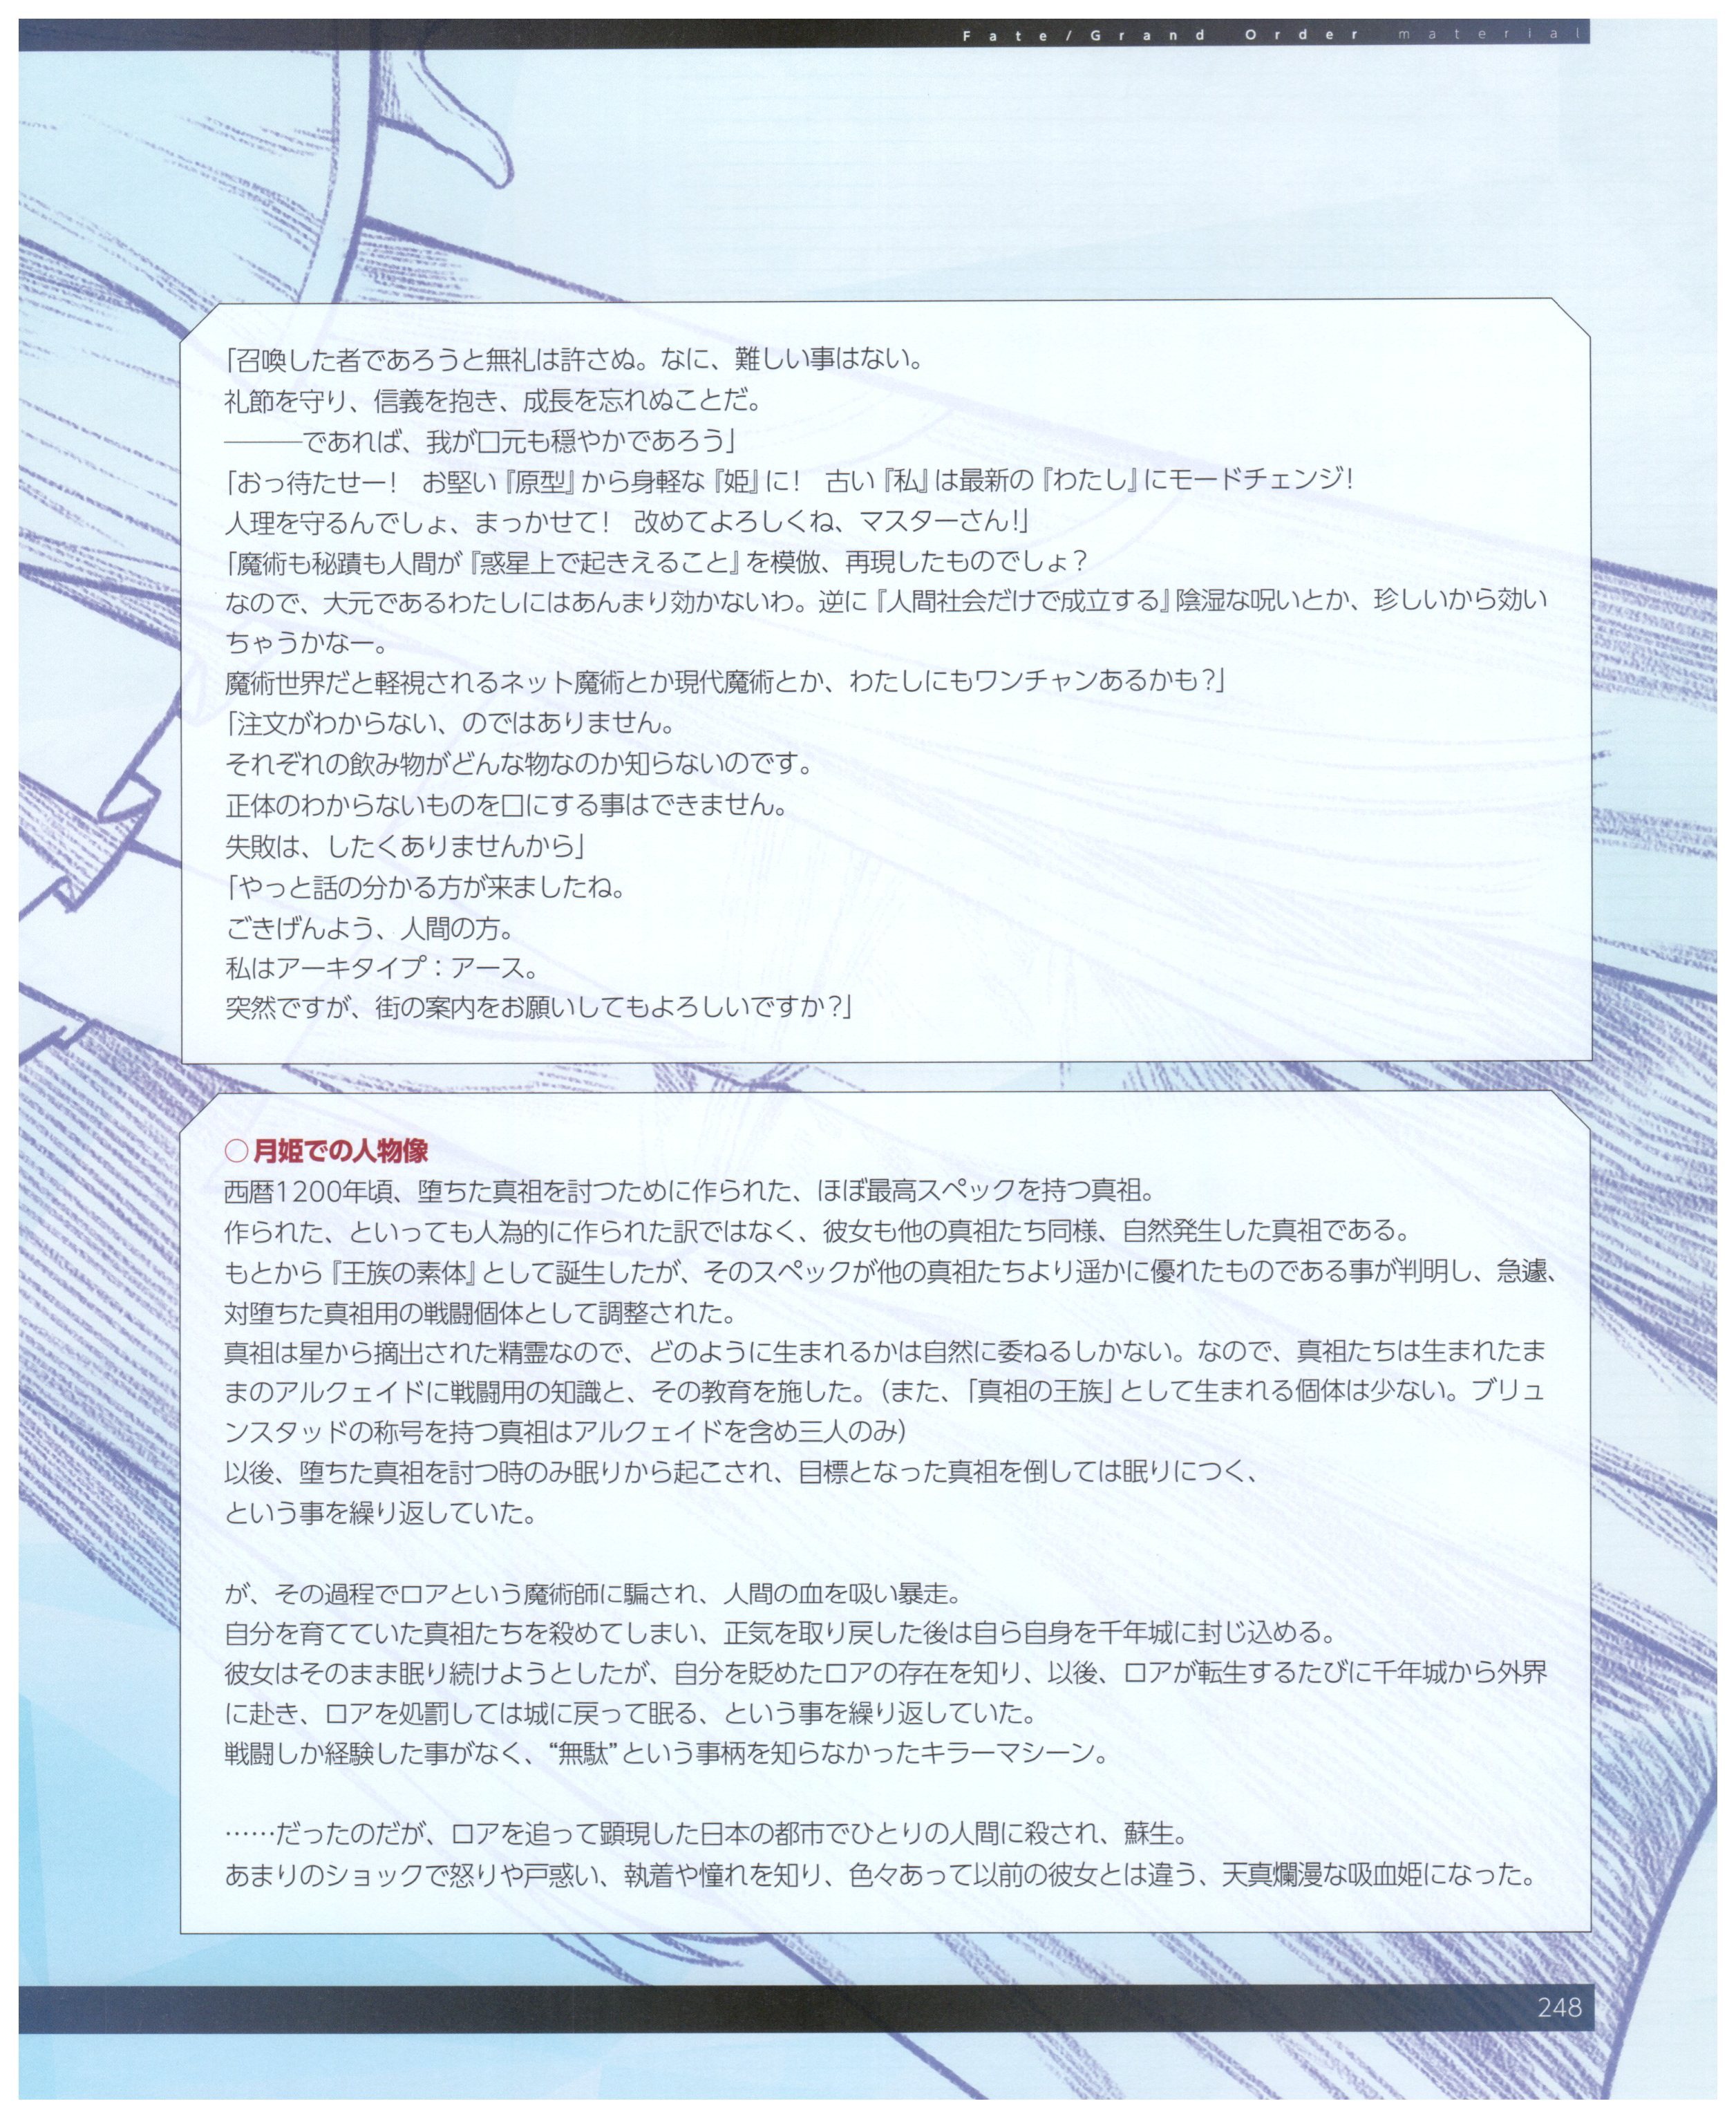 Fate/Grand Order material
「召喚した者であろうと無礼は許さぬ。なに、難しい事はない。
礼節を守り、信義を抱き、成長を忘れぬことだ。
―――であれば、我が口元も穏やかであろう」
「おっ待たせー！　お堅い『原型』から身軽な『姫』に！　古い『私』は最新の『わたし』にモードチェンジ！
人理を守るんでしょ、まっかせて！　改めてよろしくね、マスターさん！」
「魔術も秘蹟も人間が『惑星上で起きえること』を模倣、再現したものでしょ？
なので、大元であるわたしにはあんまり効かないわ。逆に『人間社会だけで成立する』陰湿な呪いとか、珍しいから効い
ちゃうかなー。
魔術世界だと軽視されるネット魔術とか現代魔術とか、わたしにもワンチャンあるかも？」
「注文がわからない、のではありません。
それぞれの飲み物がどんな物なのか知らないのです。
正体のわからないものを口にする事はできません。
失敗は、したくありませんから」
「やっと話の分かる方が来ましたね。
ごきげんよう、人間の方。
私はアーキタイプ：アース。
突然ですが、街の案内をお願いしてもよろしいですか？」
○月姫での人物像
西暦1200年頃、堕ちた真祖を討つために作られた、ほぼ最高スペックを持つ真祖。
作られた、といっても人為的に作られた訳ではなく、彼女も他の真祖たち同様、自然発生した真祖である。
もとから『王族の素体』として誕生したが、そのスペックが他の真祖たちより遥かに優れたものである事が判明し、急遽、
対堕ちた真祖用の戦闘個体として調整された。
真祖は星から摘出された精霊なので、どのように生まれるかは自然に委ねるしかない。なので、真祖たちは生まれたま
まのアルクェイドに戦闘用の知識と、その教育を施した。（また、「真祖の王族」として生まれる個体は少ない。ブリュ
ンスタッドの称号を持つ真祖はアルクェイドを含め三人のみ）
以後、堕ちた真祖を討つ時のみ眠りから起こされ、目標となった真祖を倒しては眠りにつく、
という事を繰り返していた。
が、その過程でロアという魔術師に騙され、人間の血を吸い暴走。
自分を育てていた真祖たちを殺めてしまい、正気を取り戻した後は自ら自身を千年城に封じ込める。
彼女はそのまま眠り続けようとしたが、自分を貶めたロアの存在を知り、以後、ロアが転生するたびに千年城から外界
に赴き、ロアを処罰しては城に戻って眠る、という事を繰り返していた。
戦闘しか経験した事がなく、“無駄”という事柄を知らなかったキラーマシーン。
……だったのだが、ロアを追って顕現した日本の都市でひとりの人間に殺され、蘇生。
あまりのショックで怒りや戸惑い、執着や憧れを知り、色々あって以前の彼女とは違う、天真爛漫な吸血姫になった。
248